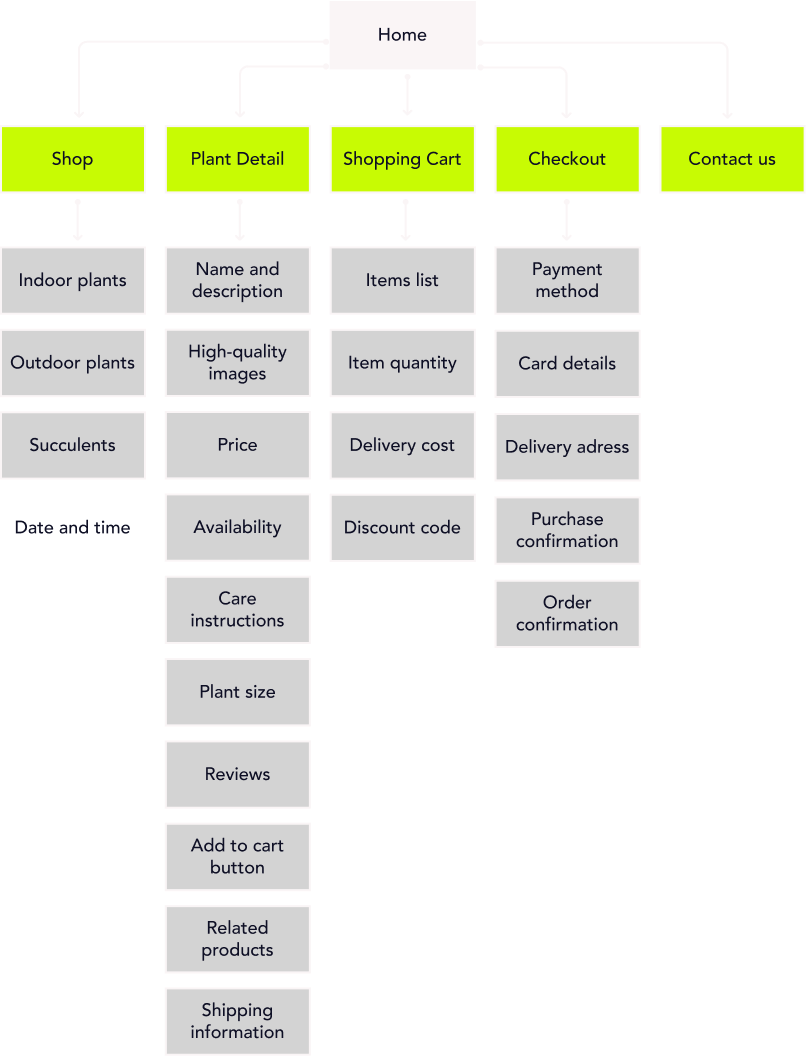 Home
Shop
Plant Detail
Shopping Cart
Checkout
Contact us
Indoor plants
Outdoor plants
Succulents
Date and time
Name and
description
High-quality
images
Price
Availability
Care
instructions
Plant size
Reviews
Add to cart
button
Related
products
Shipping
information
Items list
Item quantity
Delivery cost
Discount code
Payment
method
Card details
Delivery adress
Purchase
confirmation
Order
confirmation